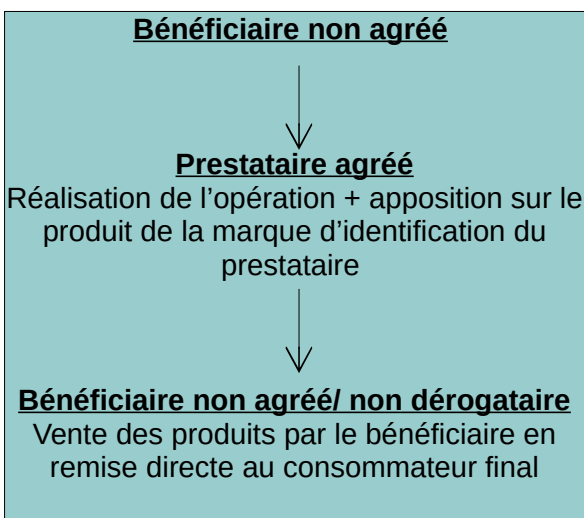 Bénéficiaire non agréé
Prestataire agréé
Réalisation de l’opération + apposition sur le
produit de la marque d’identification du
prestataire
Bénéficiaire non agréé/ non dérogataire
Vente des produits par le bénéficiaire en
remise directe au consommateur final